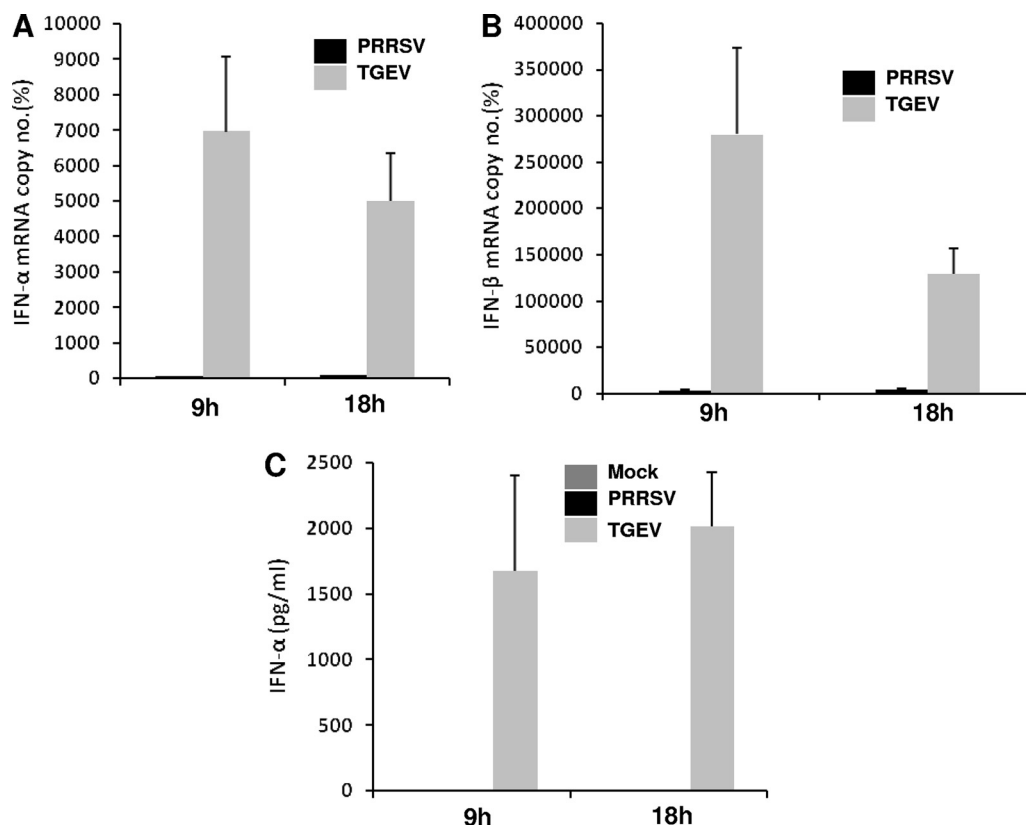 A
IFN-α mRNA copy no.(%)
10000
9000
8000
7000
6000
5000
4000
3000
2000
1000
0
PRRSV
TGEV
9h
18h
B
IFN-β mRNA copy no.(%)
400000
350000
300000
250000
200000
150000
100000
50000
0
PRRSV
TGEV
9h
18h
C
IFN-α (pg/ml)
2500
2000
1500
1000
500
0
Mock
PRRSV
TGEV
9h
18h